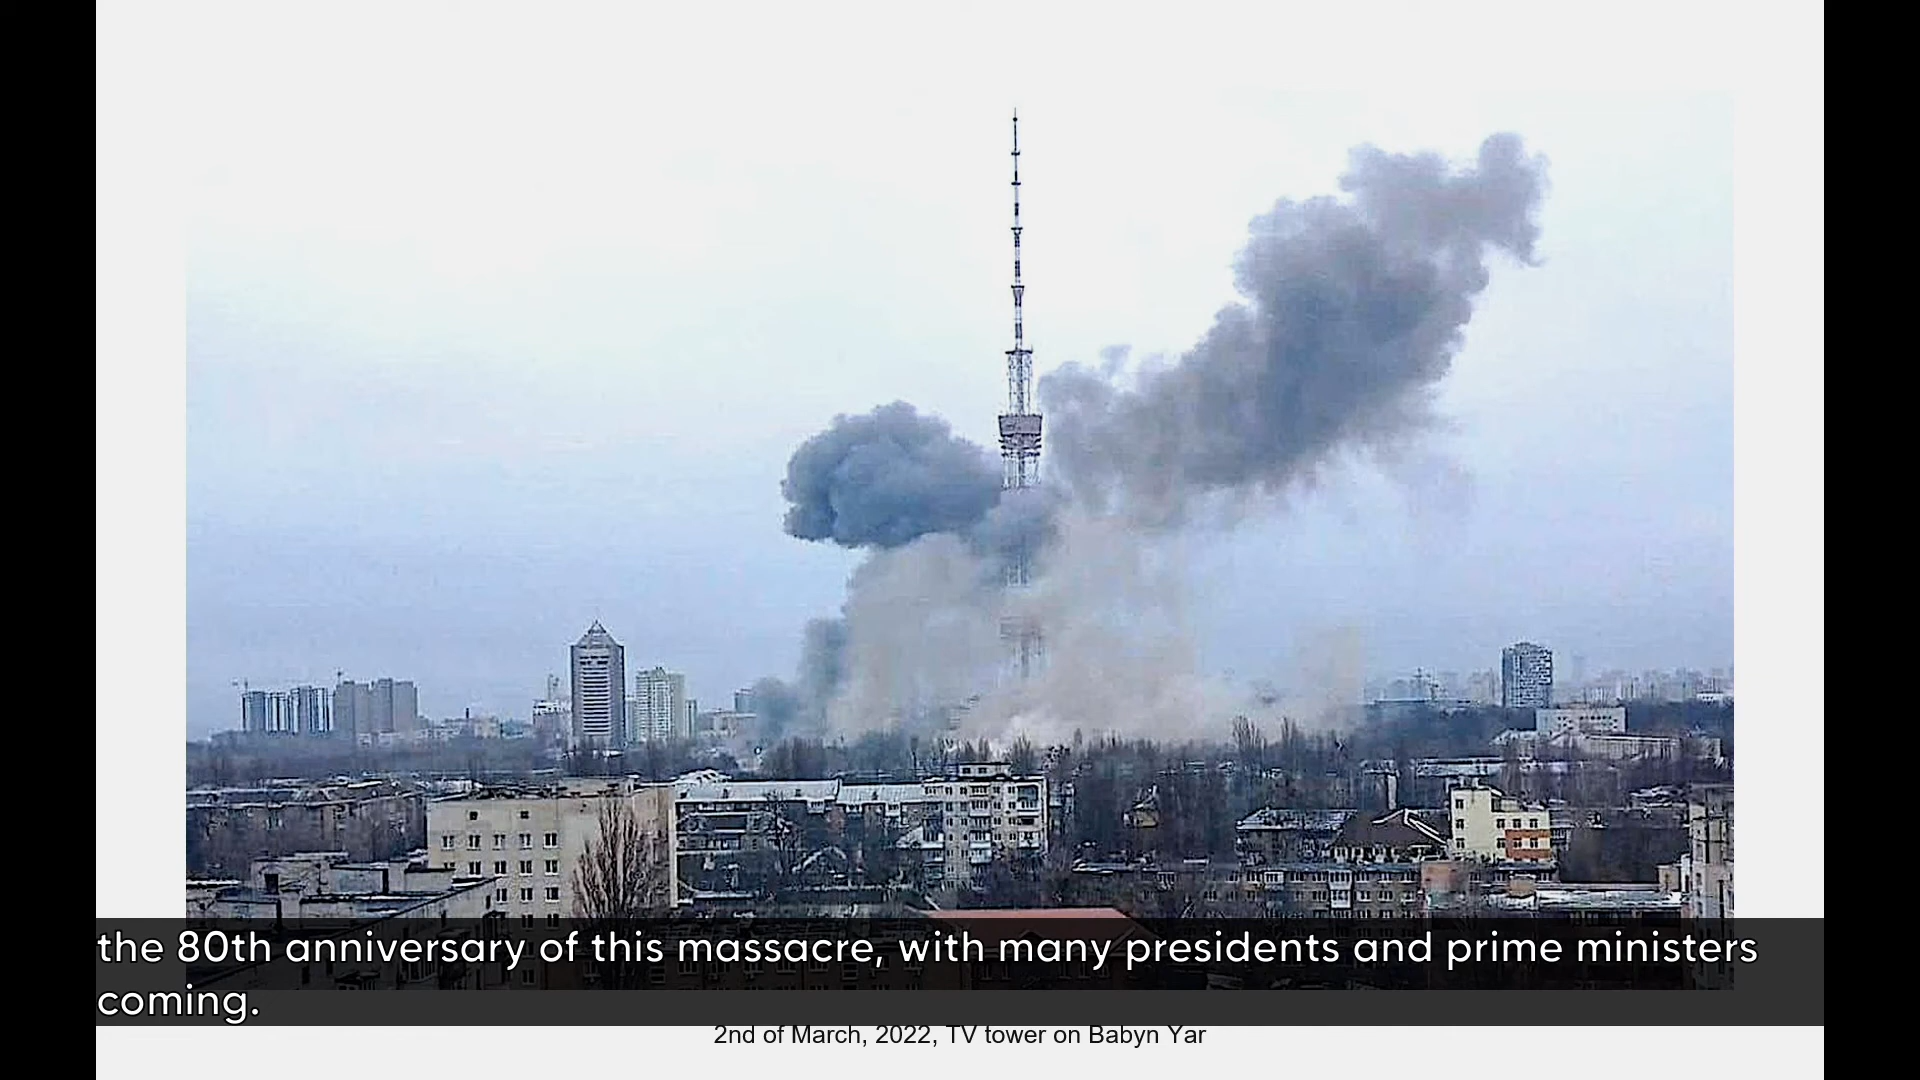 the 80th anniversary of this massacre, with many presidents and prime ministers
coming.
2nd of March, 2022, TV tower on Babyn Yar